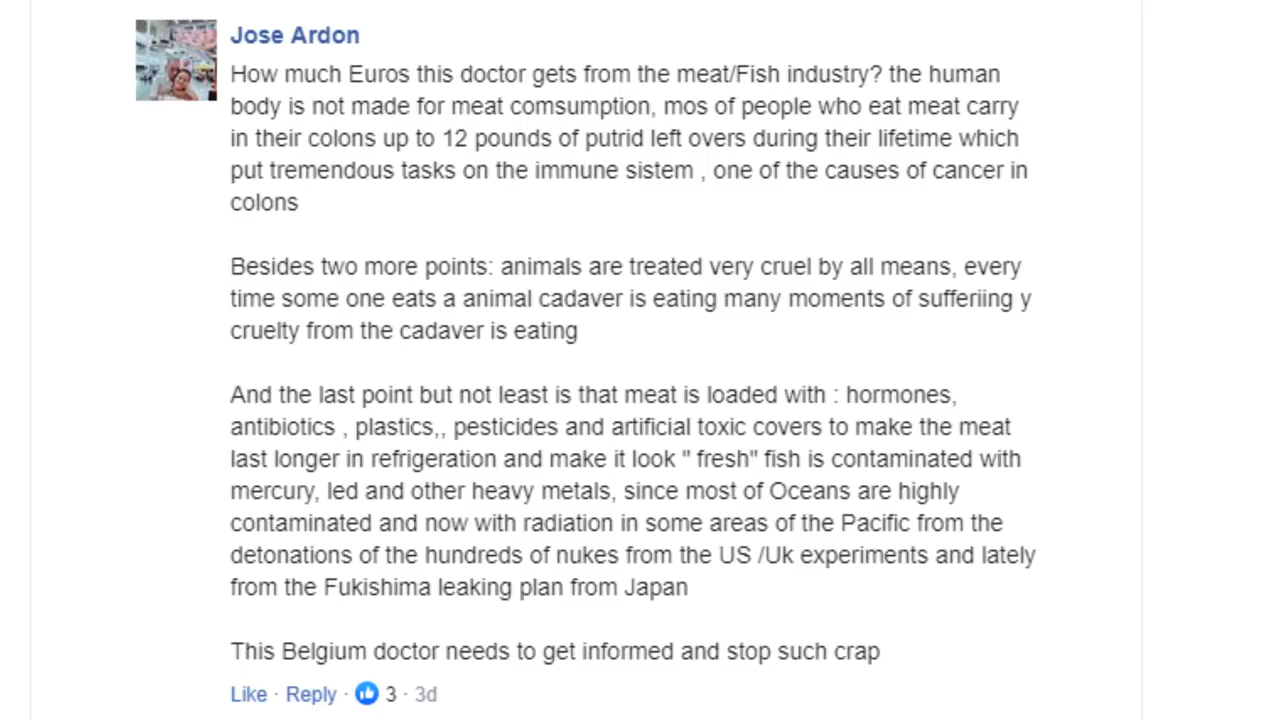 Jose Ardon
How much Euros this doctor gets from the meat/Fish industry? the human
body is not made for meat comsumption, mos of people who eat meat carry
in their colons up to 12 pounds of putrid left overs during their lifetime which
put tremendous tasks on the immune sistem , one of the causes of cancer in
colons
Besides two more points: animals are treated very cruel by all means, every
time some one eats a animal cadaver is eating many moments of sufferiing y
cruelty from the cadaver is eating
And the last point but not least is that meat is loaded with : hormones,
antibiotics , plastics,, pesticides and artificial toxic covers to make the meat
last longer in refrigeration and make it look " fresh" fish is contaminated with
mercury, led and other heavy metals, since most of Oceans are highly
contaminated and now with radiation in some areas of the Pacific from the
detonations of the hundreds of nukes from the US /Uk experiments and lately
from the Fukishima leaking plan from Japan
This Belgium doctor needs to get informed and stop such crap
Like · Reply · 3 · 3d